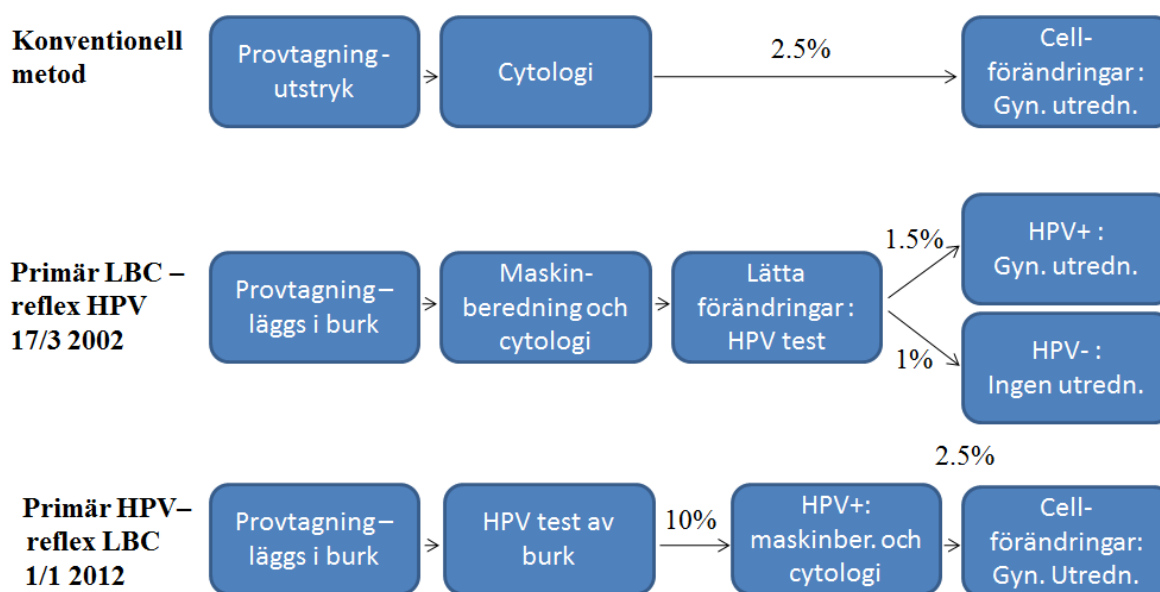 Konventionell
metod
Provtagning -
utstryk
Cytologi
2.5%
Cell-
förändringar :
Gyn. utredn.
Primär LBC –
reflex HPV
17/3 2002
Provtagning –
läggs i burk
Maskin-
beredning och
cytologi
Lätta
förändringar :
HPV test
1.5%
1%
HPV+ :
Gyn. utredn.
HPV- :
Ingen utredn.
Primär HPV–
reflex LBC
1/1 2012
Provtagning –
läggs i burk
HPV test av
burk
10%
HPV+:
maskinber. och
cytologi
2.5%
Cell-
förändringar:
Gyn. Utredn.